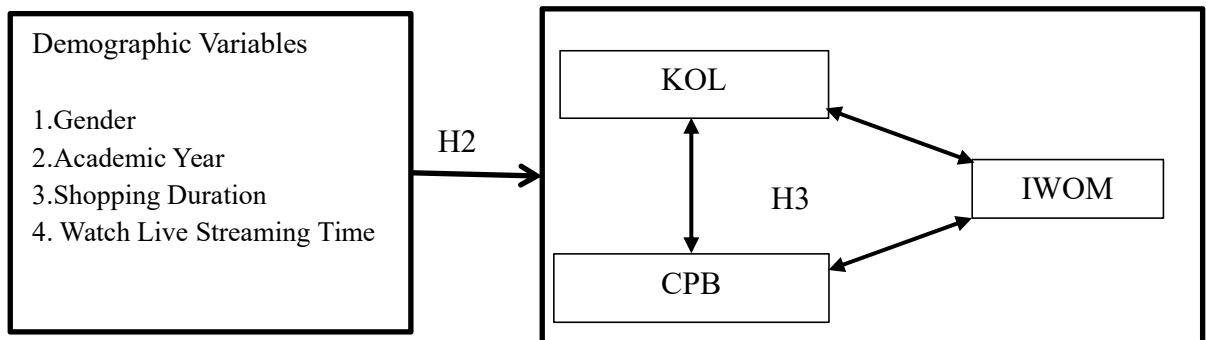 Demographic Variables
1.Gender
2.Academic Year
3.Shopping Duration
4. Watch Live Streaming Time
H2
KOL
H3
IWOM
CPB